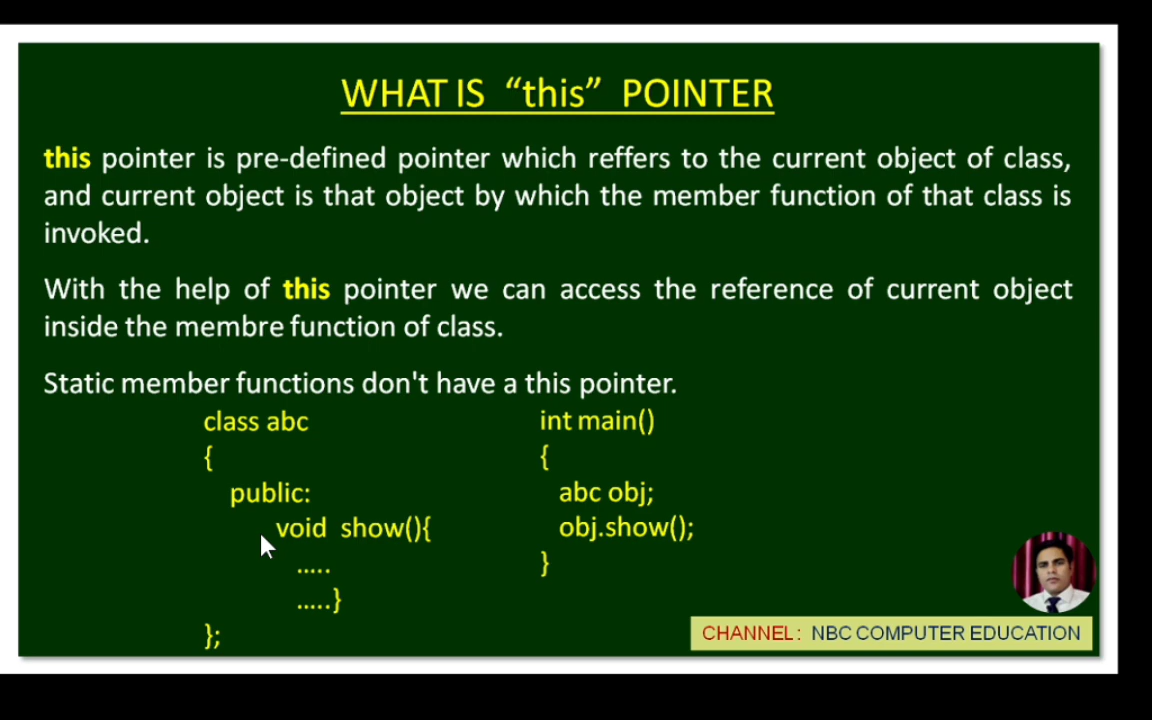 WHAT IS “this” POINTER
this pointer is pre-defined pointer which reffers to the current object of class,
and current object is that object by which the member function of that class is
invoked.
With the help of this pointer we can access the reference of current object
inside the membre function of class.
Static member functions don't have a this pointer.
class abc
{
public:
void show(){
.....
.....}
};
int main()
{
abc obj;
obj.show();
}
CHANNEL: NBC COMPUTER EDUCATION